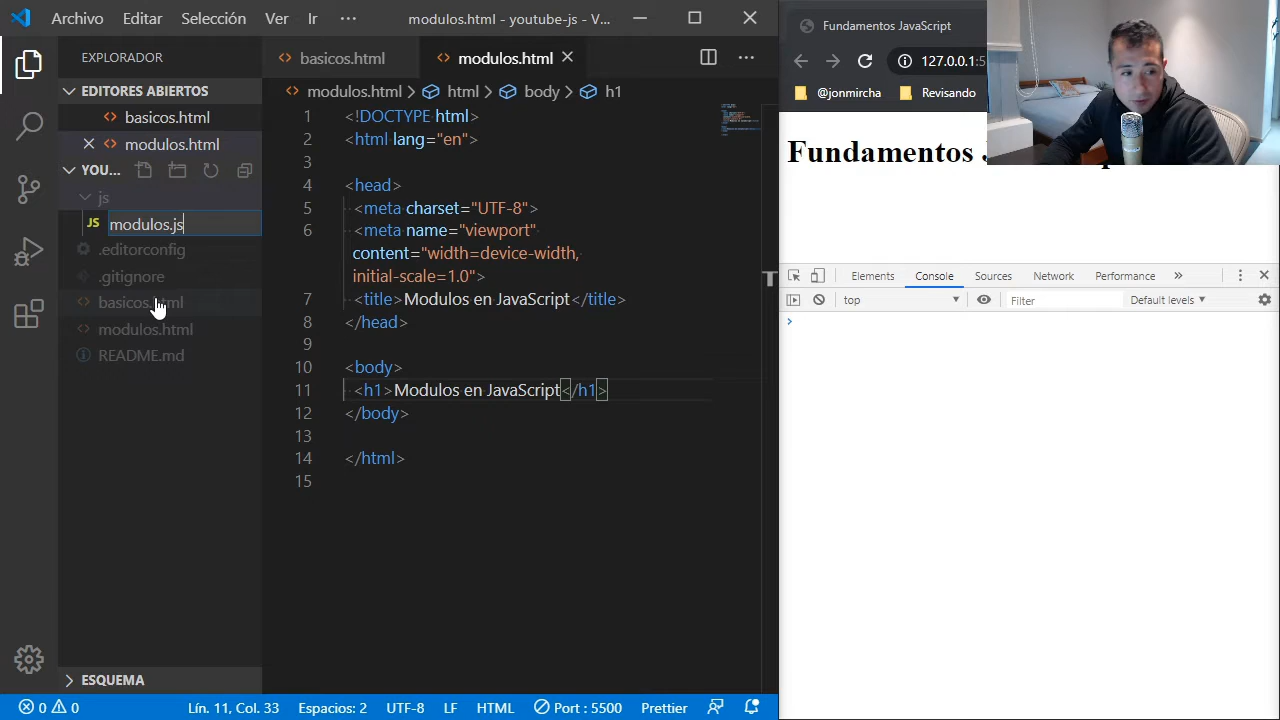 Archivo Editar Selección Ver Ir ··· modulos.html - youtube-js - V...
EXPLORADOR
EDITORES ABIERTOS
basicos.html
modulos.html
YOU...
js
JS modulos.js
.editorconfig
.gitignore
basicos.html
modulos.html
README.md
ESQUEMA
basicos.html modulos.html
modulos.html > html > body > h1
1 <!DOCTYPE html>
2 <html lang="en">
3
4 <head>
5 <meta charset="UTF-8">
6 <meta name="viewport"
content="width=device-width,
initial-scale=1.0">
7 <title>Modulos en JavaScript</title>
8 </head>
9
10 <body>
11 <h1>Modulos en JavaScript</h1>
12 </body>
13
14 </html>
15
0 0 Lín. 11, Col. 33 Espacios: 2 UTF-8 LF HTML Port : 5500 Prettier
Fundamentos JavaScript
127.0.0.1:5
@jonmircha Revisando
Fundamentos
Elements Console Sources Network Performance
top Filter Default levels